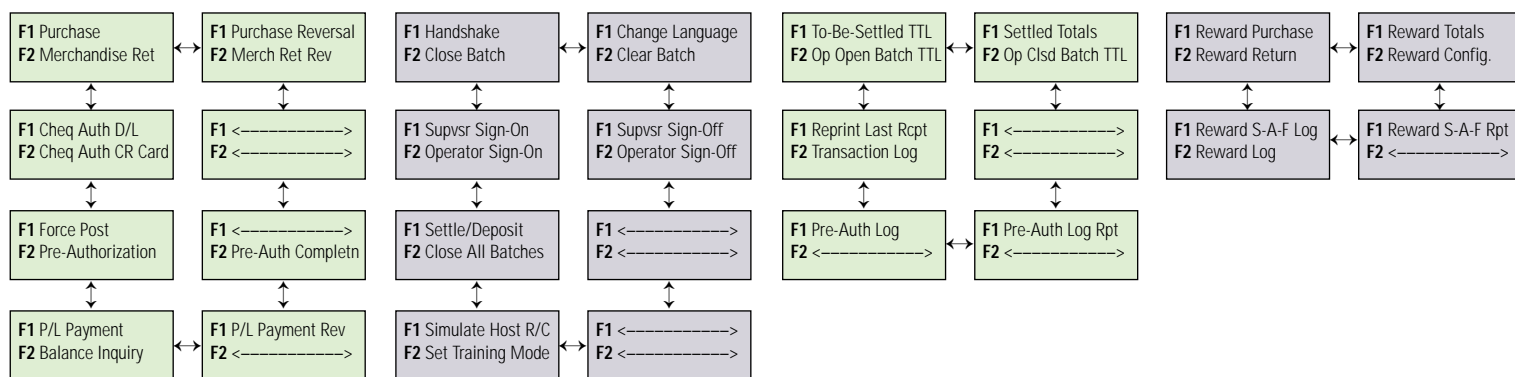 F1 Purchase
F2 Merchandise Ret
F1 Purchase Reversal
F2 Merch Ret Rev
F1 Cheq Auth D/L
F2 Cheq Auth CR Card
F1 <–––––––––––>
F2 <–––––––––––>
F1 Force Post
F2 Pre-Authorization
F1 <–––––––––––>
F2 Pre-Auth Completn
F1 P/L Payment
F2 Balance Inquiry
F1 P/L Payment Rev
F2 <–––––––––––>
F1 Handshake
F2 Close Batch
F1 Change Language
F2 Clear Batch
F1 Supvsr Sign-On
F2 Operator Sign-On
F1 Supvsr Sign-Off
F2 Operator Sign-Off
F1 Settle/Deposit
F2 Close All Batches
F1 <–––––––––––>
F2 <–––––––––––>
F1 Simulate Host R/C
F2 Set Training Mode
F1 <–––––––––––>
F2 <–––––––––––>
F1 To-Be-Settled TTL
F2 Op Open Batch TTL
F1 Settled Totals
F2 Op Clsd Batch TTL
F1 Reprint Last Rcpt
F2 Transaction Log
F1 <–––––––––––>
F2 <–––––––––––>
F1 Pre-Auth Log
F2 <–––––––––––>
F1 Pre-Auth Log Rpt
F2 <–––––––––––>
F1 Reward Purchase
F2 Reward Return
F1 Reward Totals
F2 Reward Config.
F1 Reward S-A-F Log
F2 Reward Log
F1 Reward S-A-F Rpt
F2 <–––––––––––>